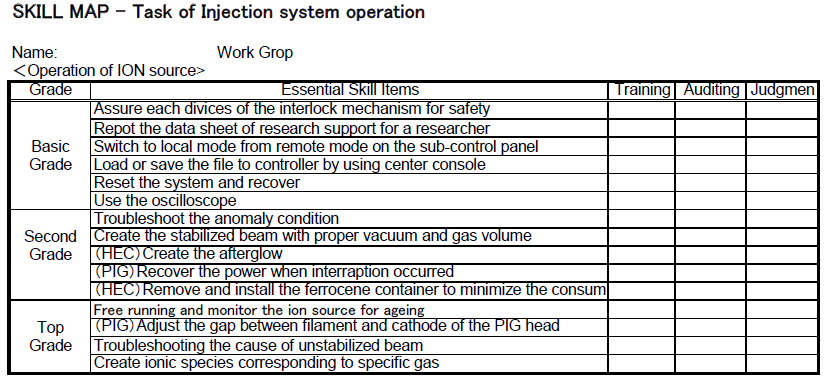 SKILL MAP － Task of Injection system operation
Name: Work Grop
＜Operation of ION source>
Grade Essential Skill Items Training Auditing Judgmen
Basic Grade
Assure each divices of the interlock mechanism for safety
Repot the data sheet of research support for a researcher
Switch to local mode from remote mode on the sub-control panel
Load or save the file to controller by using center console
Reset the system and recover
Use the oscilloscope
Second Grade
Troubleshoot the anomaly condition
Create the stabilized beam with proper vacuum and gas volume
(HEC)Create the afterglow
(PIG)Recover the power when interraption occurred
(HEC)Remove and install the ferrocene container to minimize the consum
Top Grade
Free running and monitor the ion source for ageing
(PIG)Adjust the gap between filament and cathode of the PIG head
Troubleshooting the cause of unstabilized beam
Create ionic species corresponding to specific gas